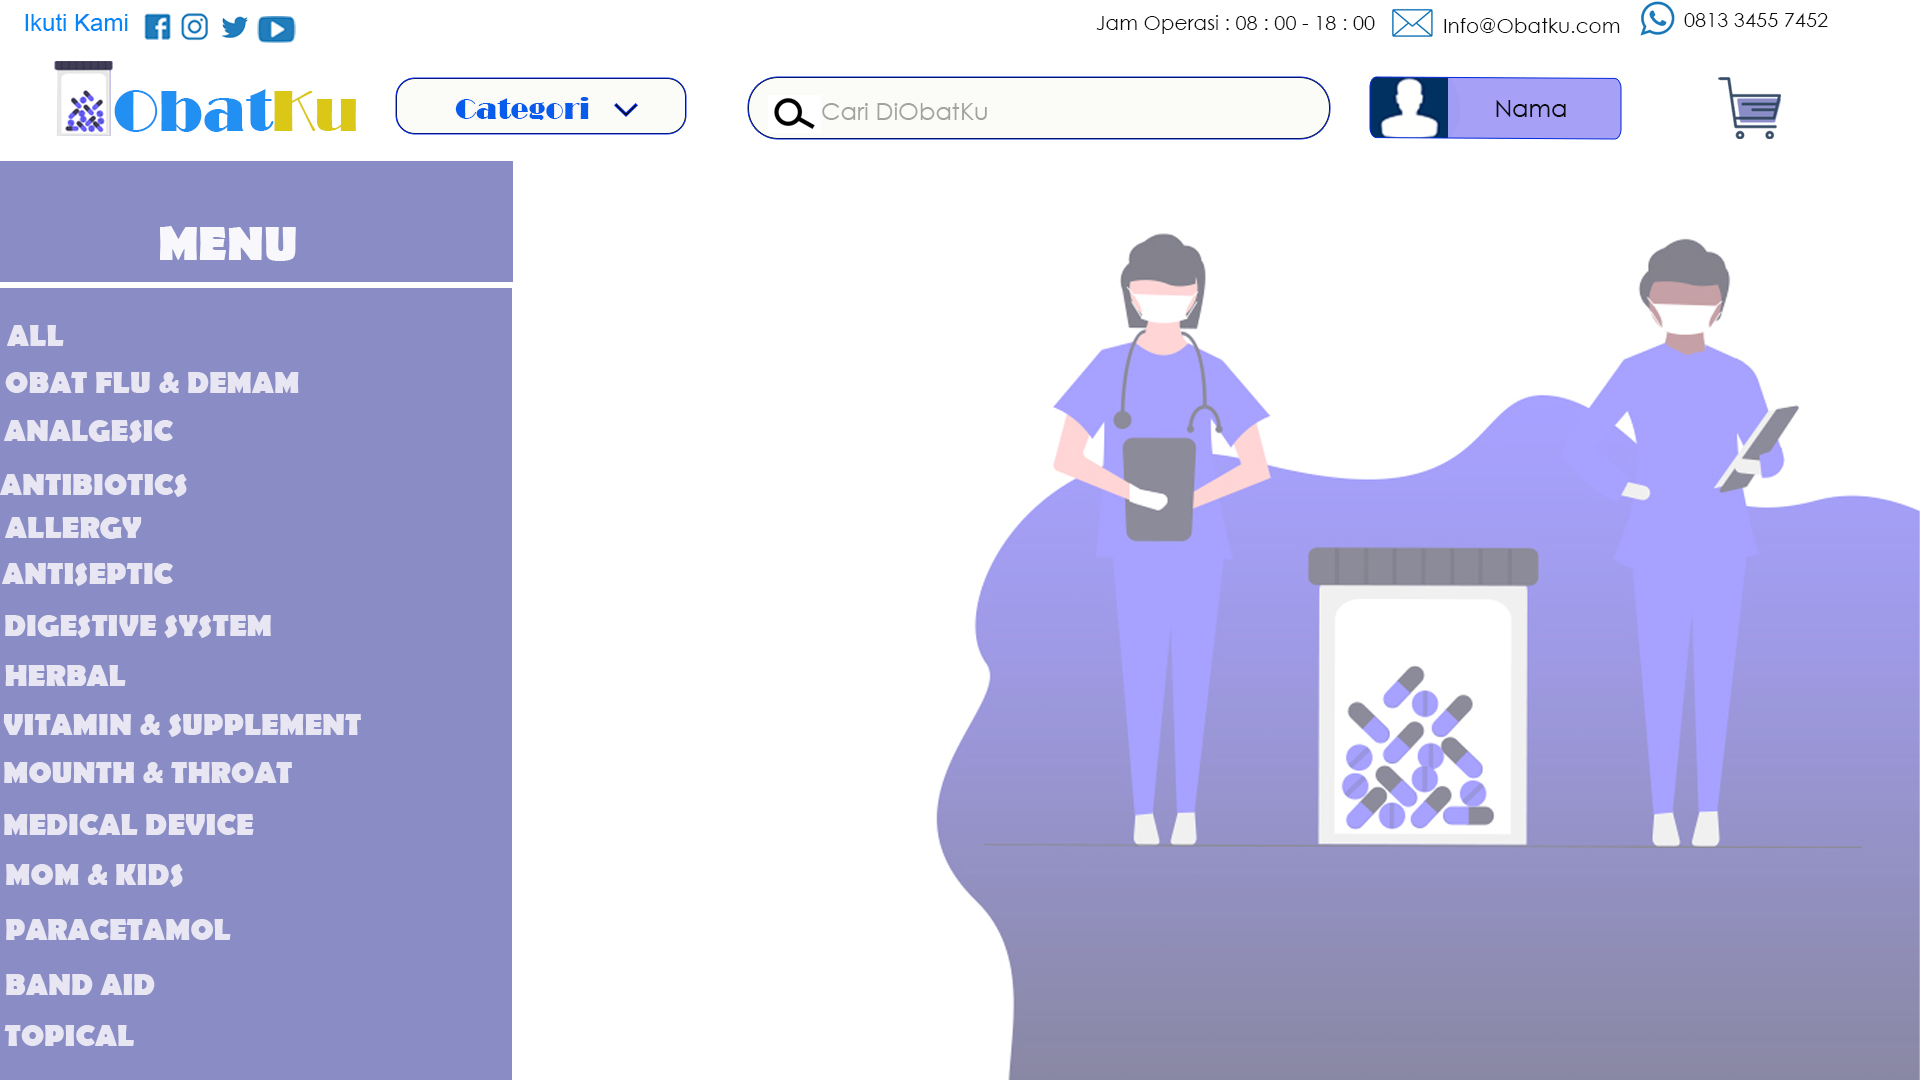 Ikuti Kami
Jam Operasi : 08 : 00 - 18 : 00
Info@Obatku.com
0813 3455 7452
ObatKu
Categori
Cari DiObatKu
Nama
MENU
ALL
OBAT FLU & DEMAM
ANALGESIC
ANTIBIOTICS
ALLERGY
ANTISEPTIC
DIGESTIVE SYSTEM
HERBAL
VITAMIN & SUPPLEMENT
MOUNTH & THROAT
MEDICAL DEVICE
MOM & KIDS
PARACETAMOL
BAND AID
TOPICAL